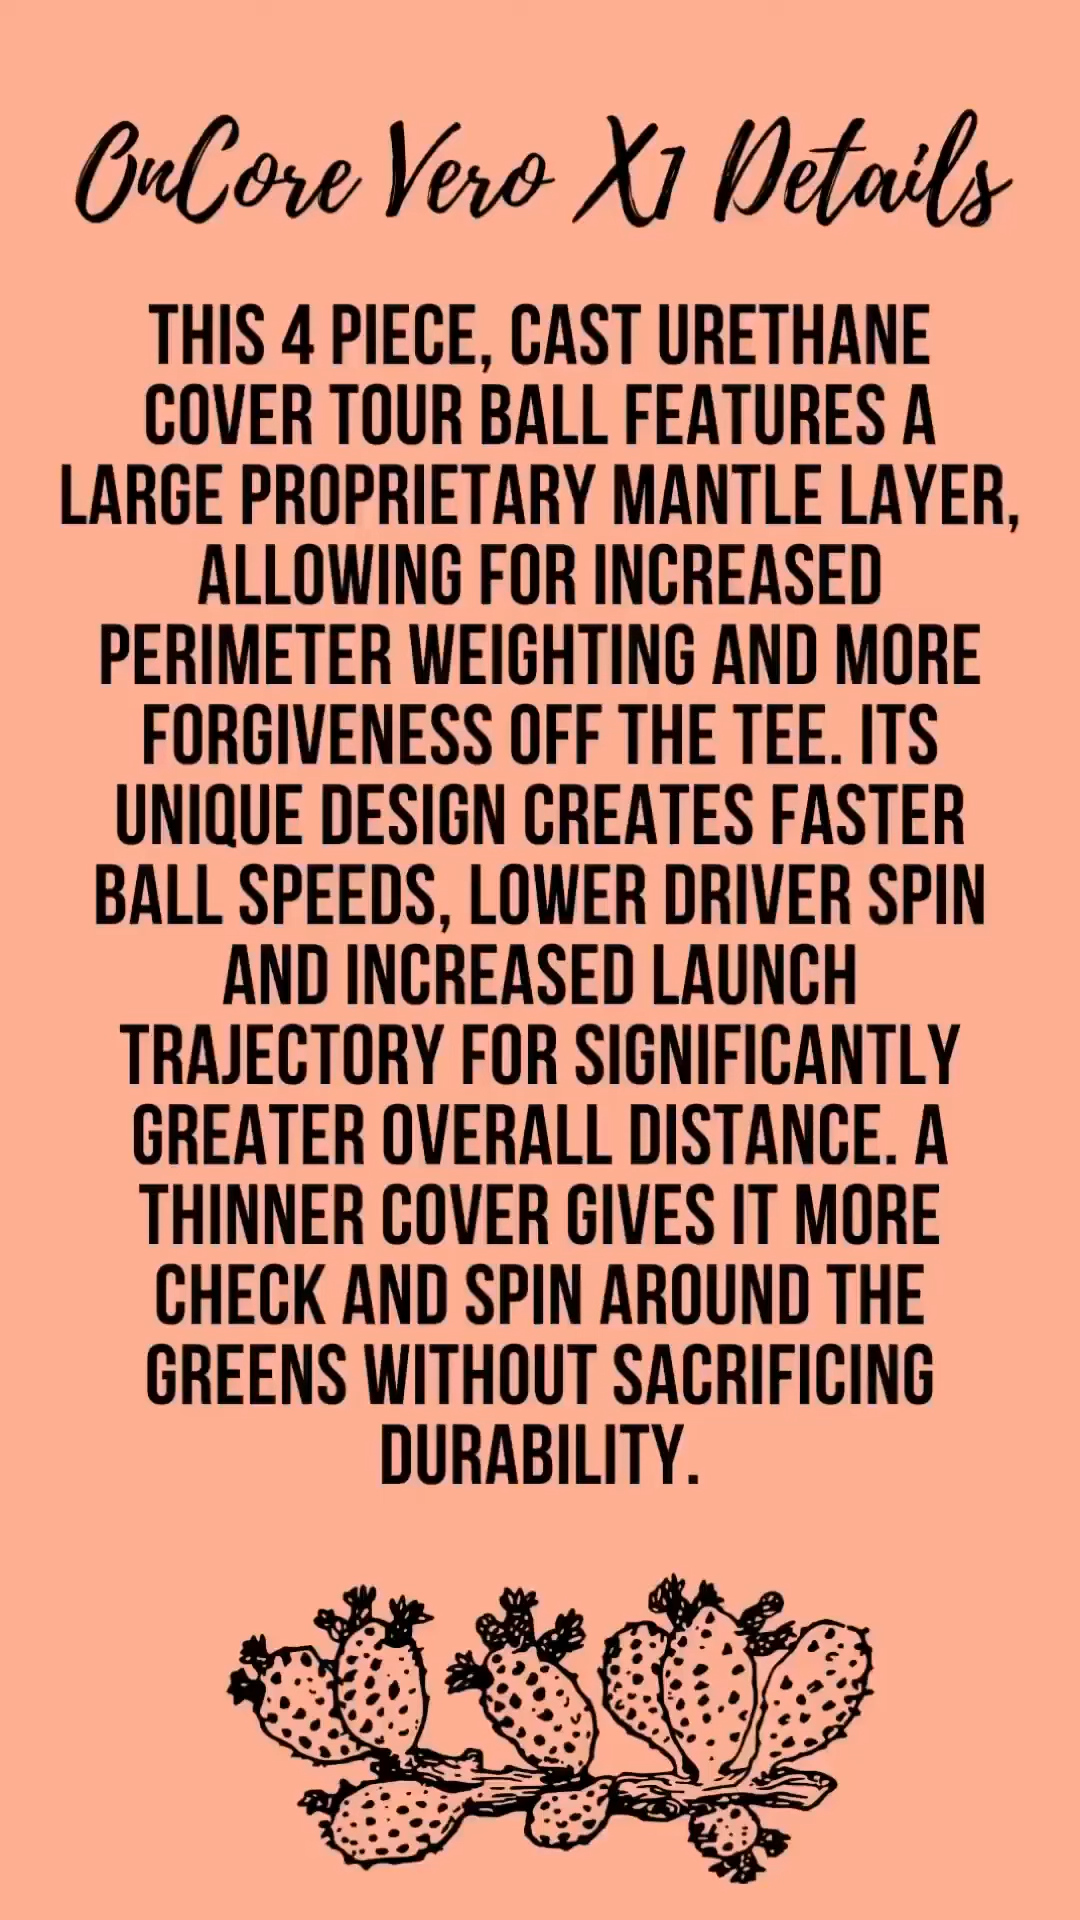 OnCore Vero X1 Details
THIS 4 PIECE, CAST URETHANE
COVER TOUR BALL FEATURES A
LARGE PROPRIETARY MANTLE LAYER,
ALLOWING FOR INCREASED
PERIMETER WEIGHTING AND MORE
FORGIVENESS OFF THE TEE. ITS
UNIQUE DESIGN CREATES FASTER
BALL SPEEDS, LOWER DRIVER SPIN
AND INCREASED LAUNCH
TRAJECTORY FOR SIGNIFICANTLY
GREATER OVERALL DISTANCE. A
THINNER COVER GIVES IT MORE
CHECK AND SPIN AROUND THE
GREENS WITHOUT SACRIFICING
DURABILITY.